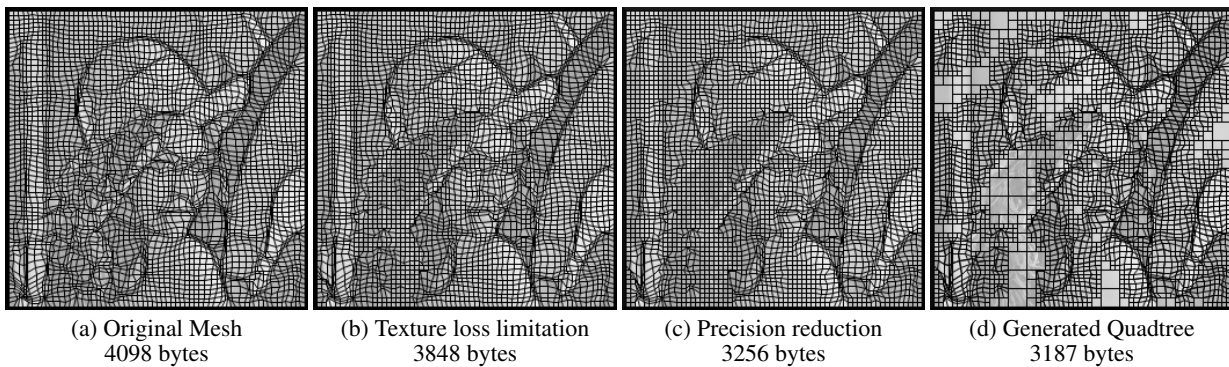 (a) Original Mesh
4098 bytes
(b) Texture loss limitation
3848 bytes
(c) Precision reduction
3256 bytes
(d) Generated Quadtree
3187 bytes